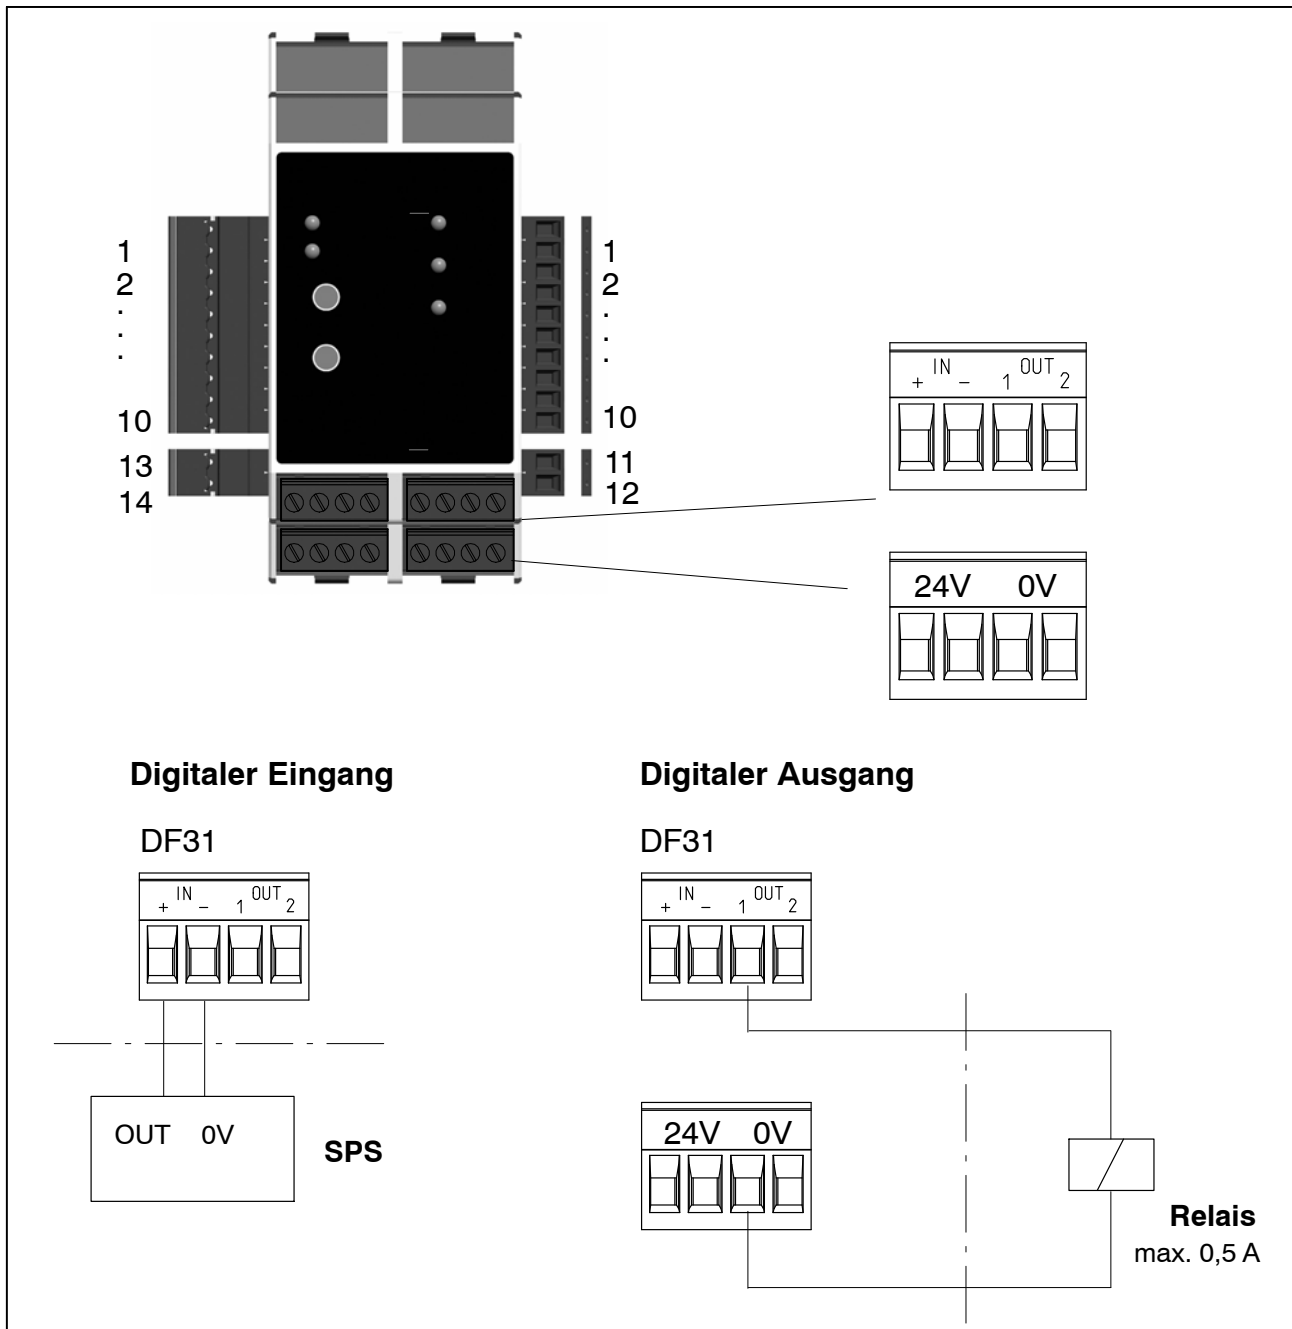 1
2
.
.
.
10
13
14
1
2
.
.
.
10
11
12
IN OUT
+ − 1 2
24V 0V
Digitaler Eingang
DF31
IN OUT
+ − 1 2
OUT 0V
SPS
Digitaler Ausgang
DF31
IN OUT
+ − 1 2
24V 0V
Relais
max. 0,5 A